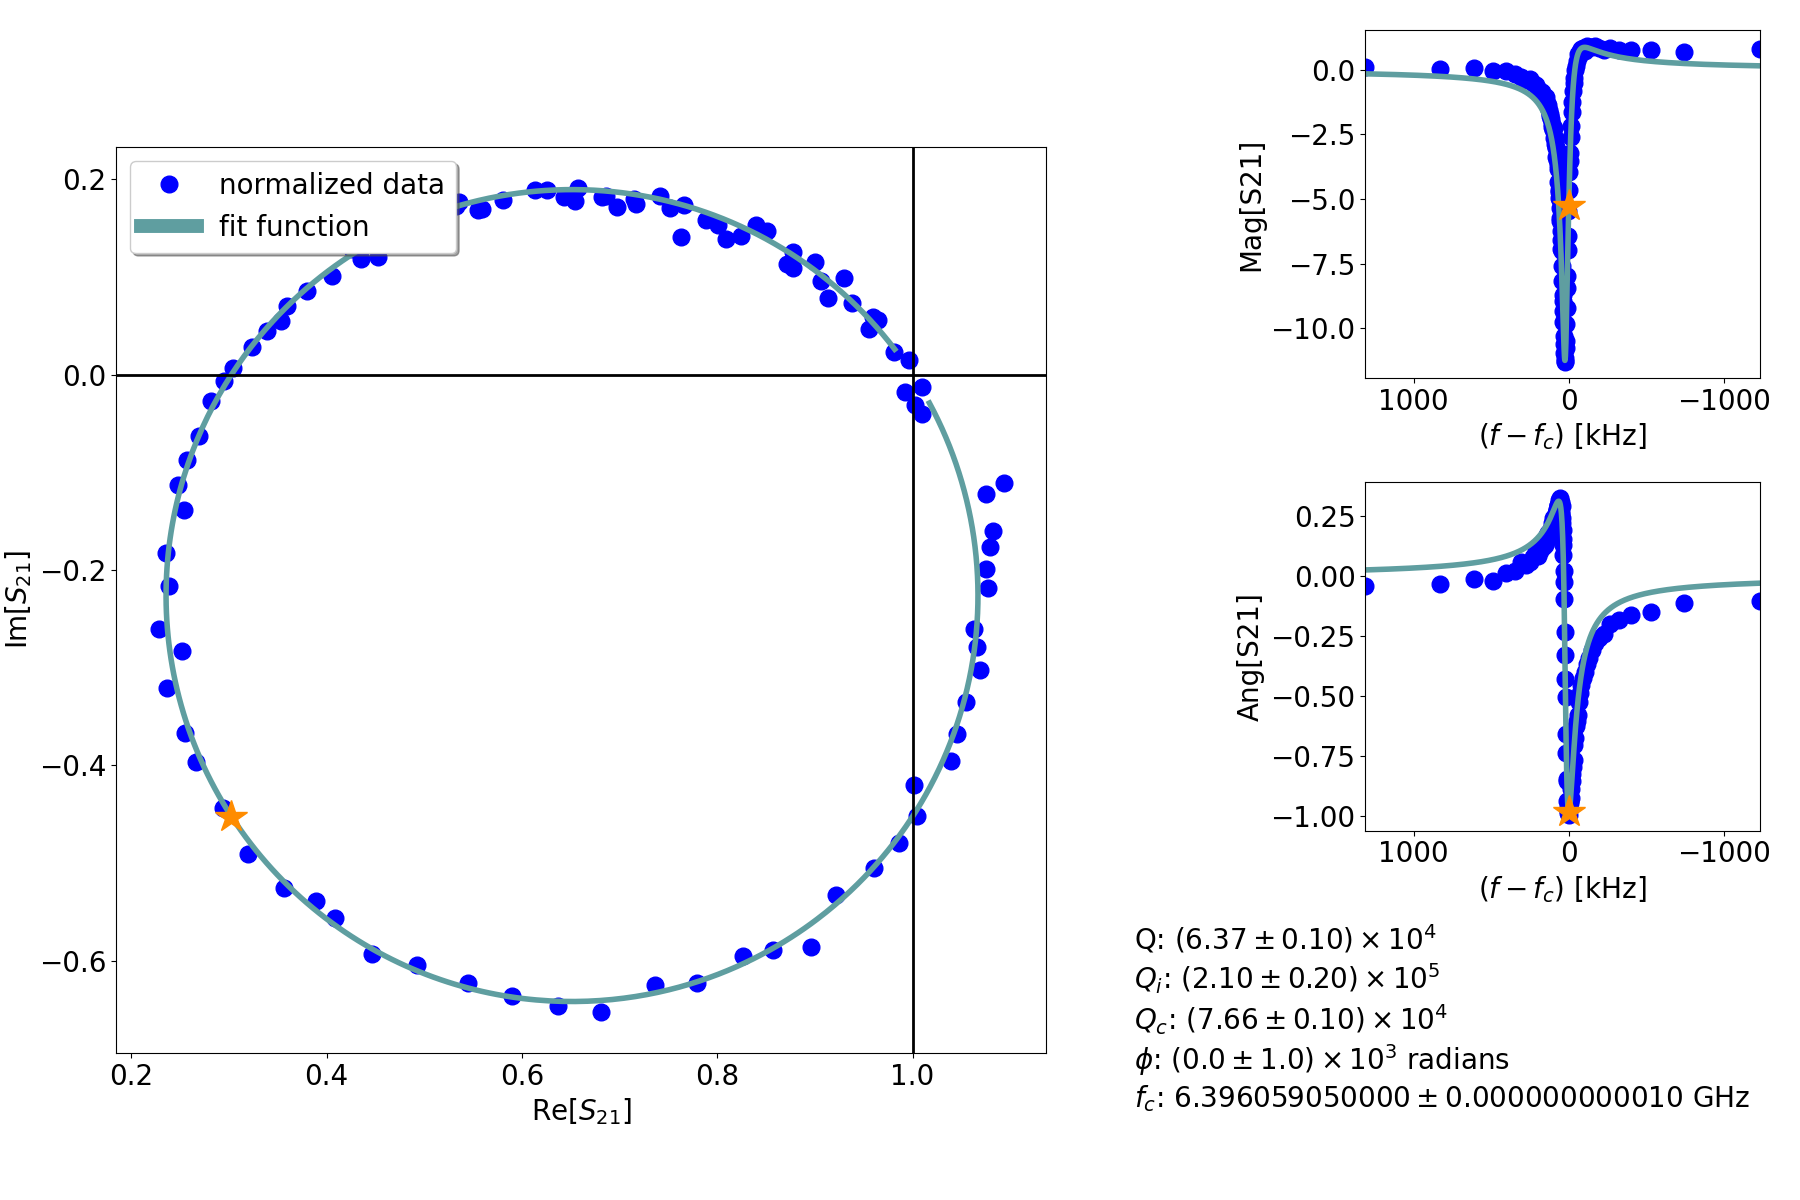 normalized data
fit function
0.2
0.0
−0.2
−0.4
−0.6
Im[S21]
0.2
0.4
0.6
0.8
1.0
Re[S21]
0.0
−2.5
−5.0
−7.5
−10.0
Mag[S21]
1000
0
−1000
(f − fc) [kHz]
0.25
0.00
−0.25
−0.50
−0.75
−1.00
Ang[S21]
1000
0
−1000
(f − fc) [kHz]
Q: (6.37 ± 0.10) × 10^4
Qi: (2.10 ± 0.20) × 10^5
Qc: (7.66 ± 0.10) × 10^4
ϕ: (0.0 ± 1.0) × 10^3 radians
fc: 6.396059050000 ± 0.000000000010 GHz